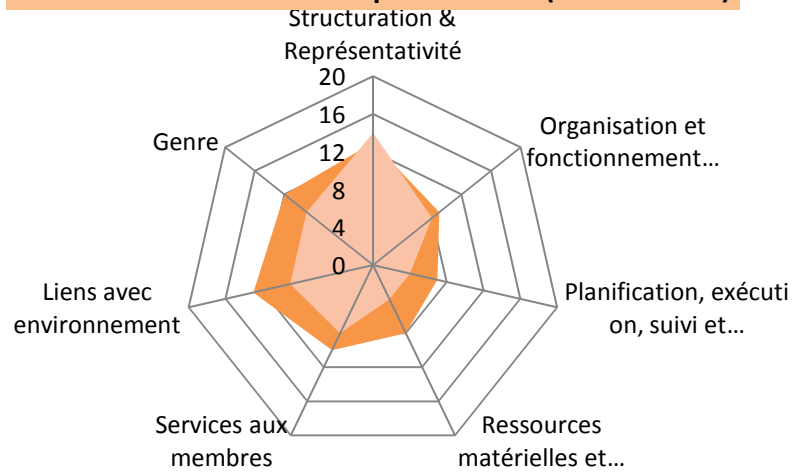 Structuration &
Représentativité
20
16
12
8
4
0
Organisation et
fonctionnement…
Planification, exécuti
on, suivi et…
Ressources
matérielles et…
Services aux
membres
Liens avec
environnement
Genre